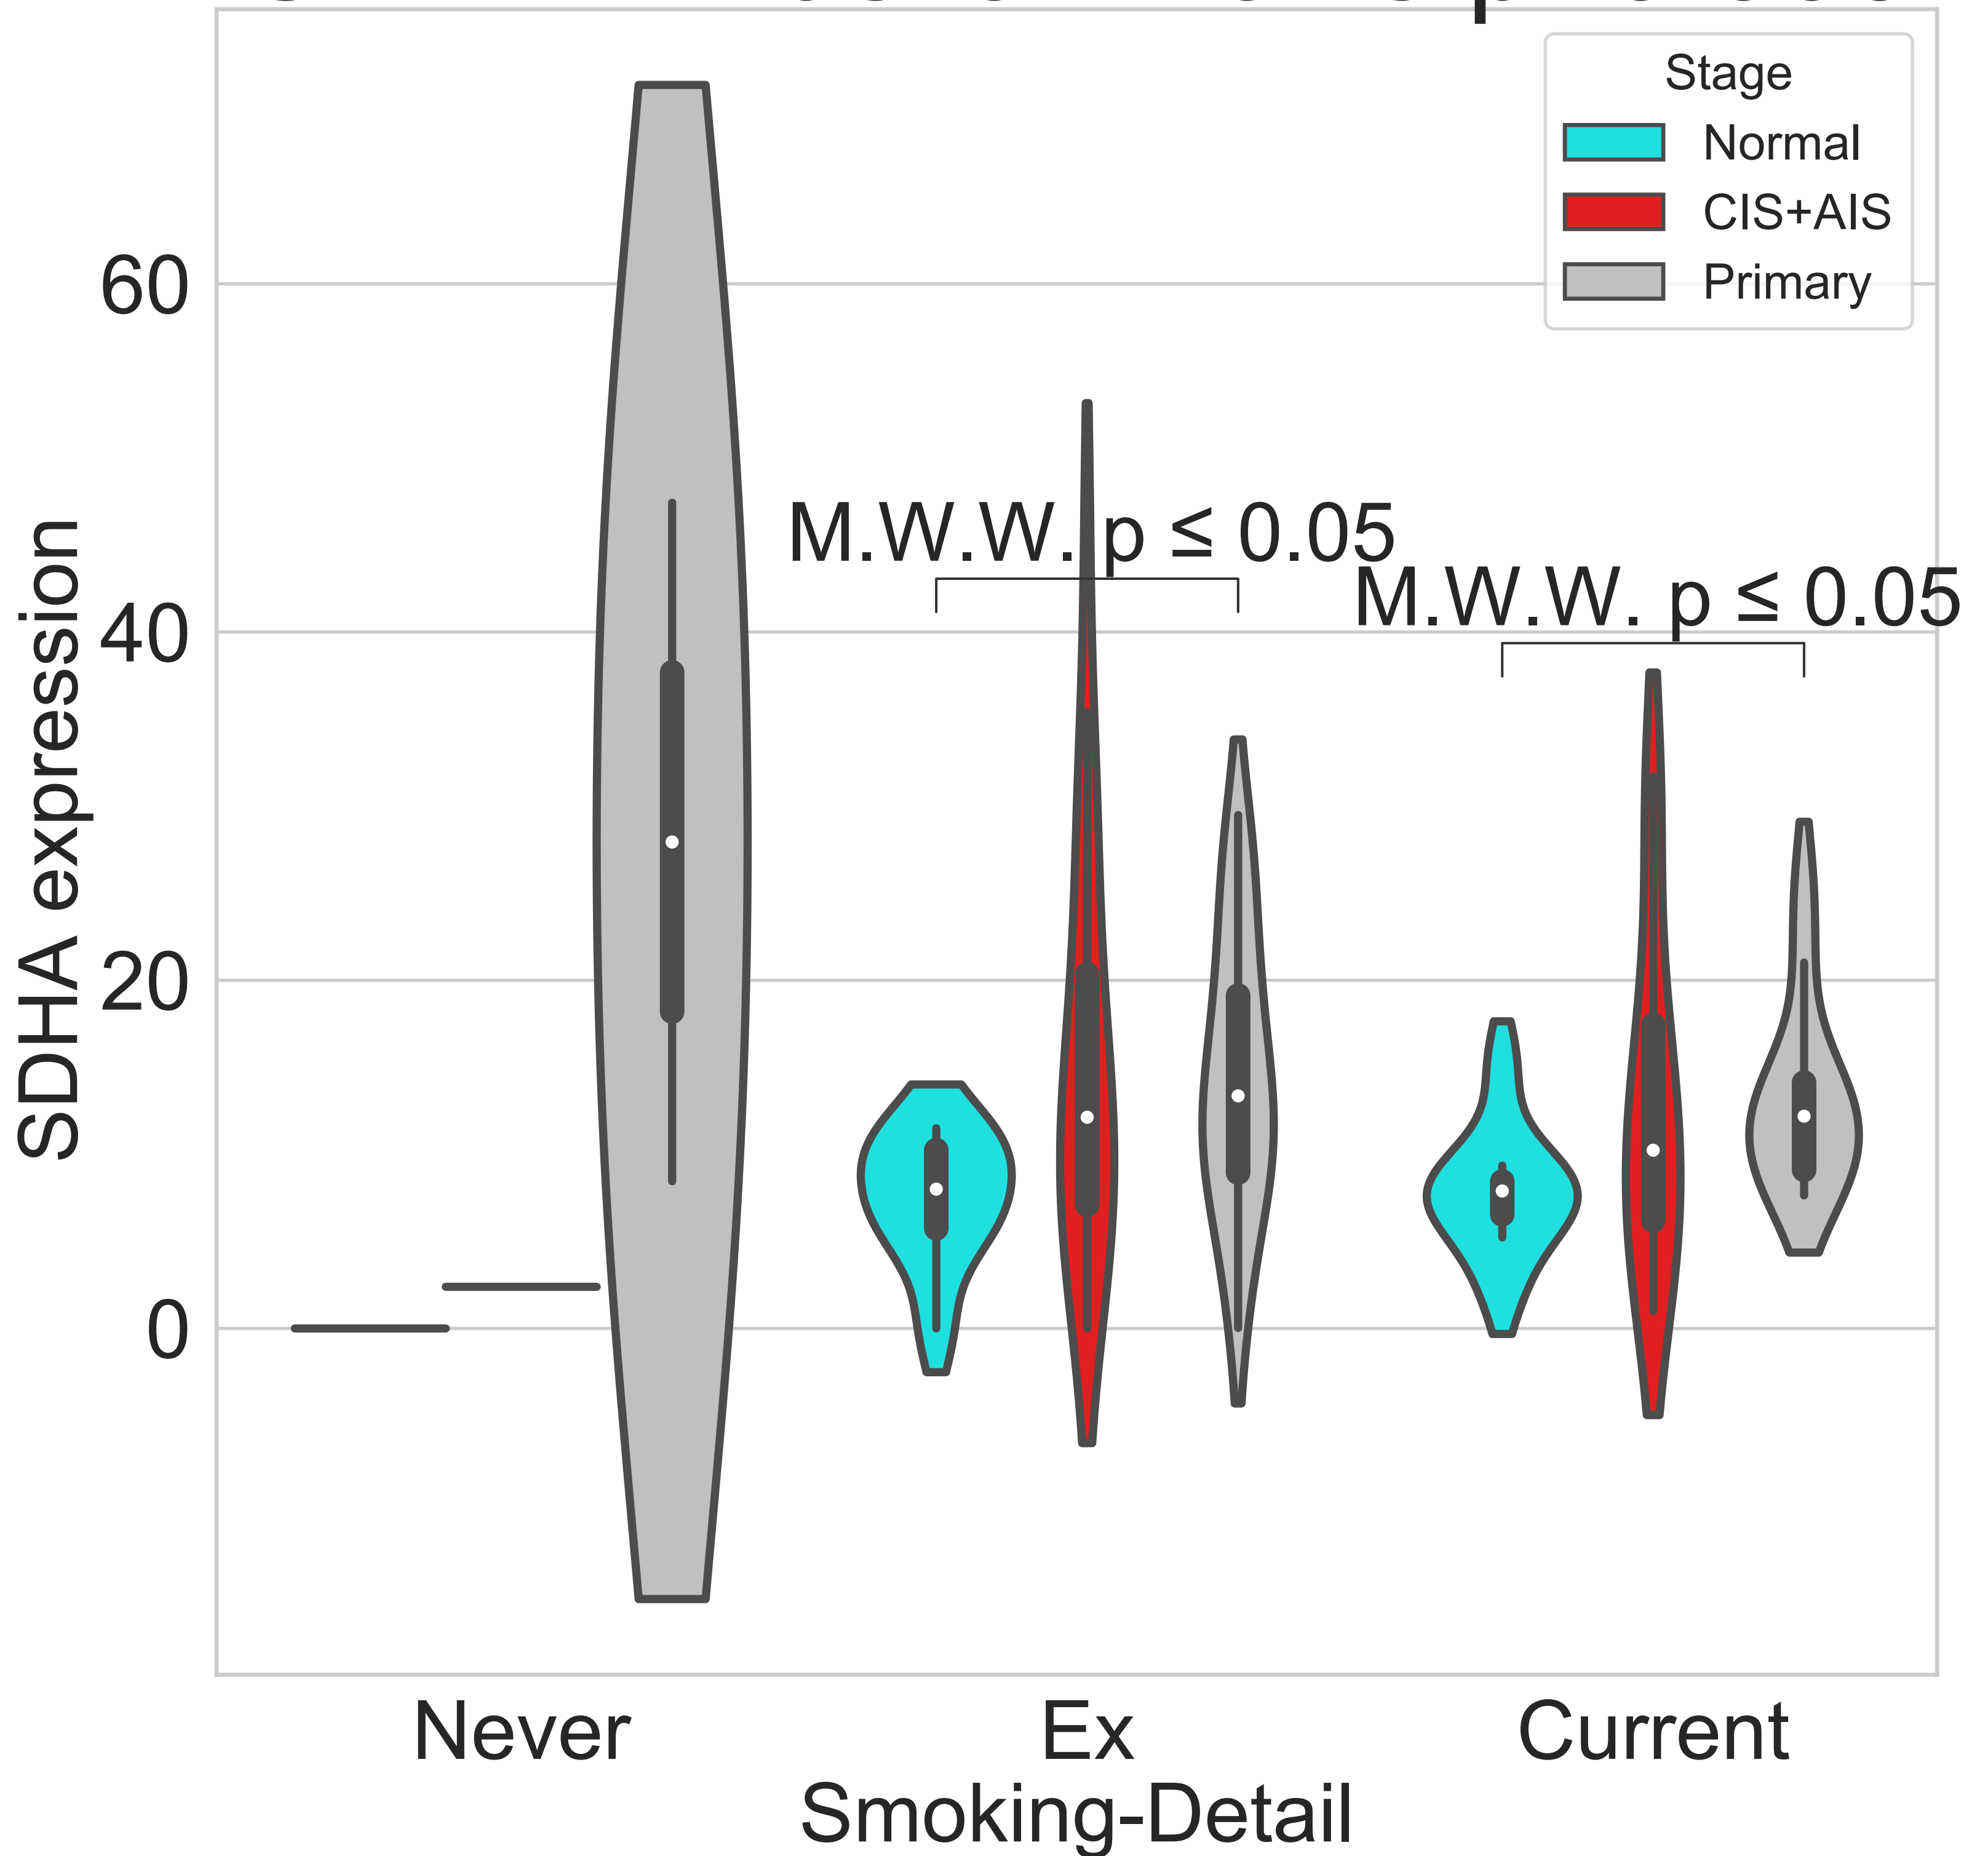 Stage
Normal
CIS+AIS
Primary
60
40
20
0
SDHA expression
M.W.W. p ≤ 0.05
M.W.W. p ≤ 0.05
Never
Ex
Current
Smoking-Detail